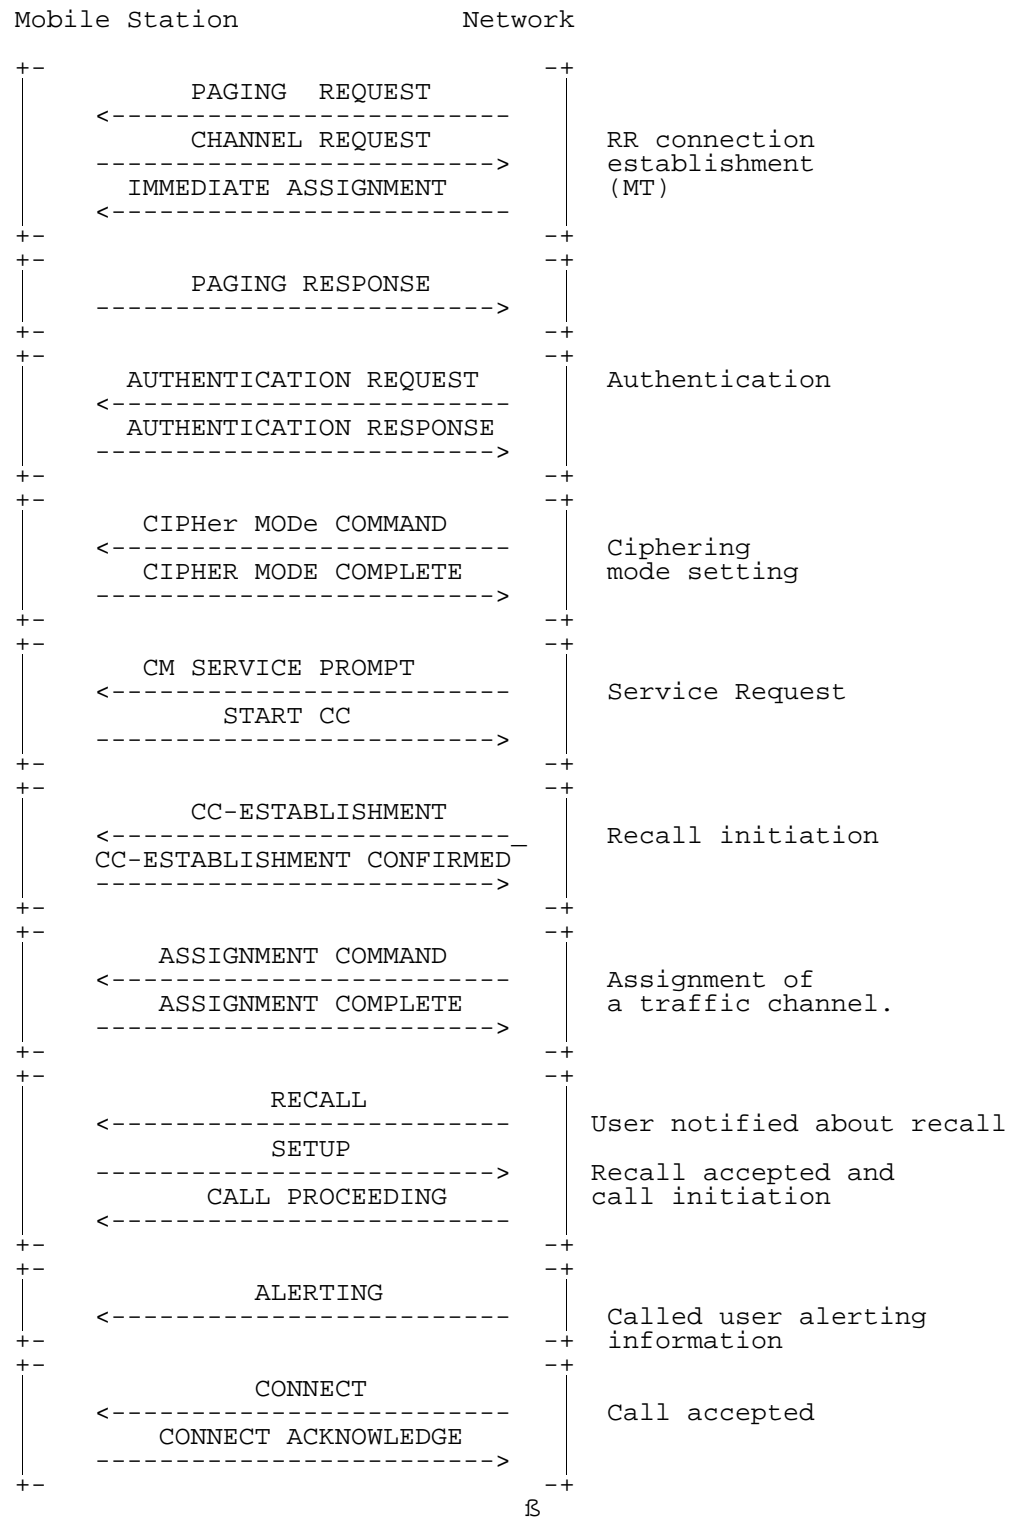 Mobile Station Network
+- -+
PAGING REQUEST
<-------------------------
CHANNEL REQUEST RR connection
-------------------------> establishment
IMMEDIATE ASSIGNMENT (MT)
<-------------------------
+- -+
+- -+
PAGING RESPONSE
------------------------->
+- -+
+- -+
AUTHENTICATION REQUEST Authentication
<-------------------------
AUTHENTICATION RESPONSE
------------------------->
+- -+
+- -+
CIPHer MODe COMMAND
<------------------------- Ciphering
CIPHER MODE COMPLETE mode setting
------------------------->
+- -+
+- -+
CM SERVICE PROMPT
<------------------------- Service Request
START CC
------------------------->
+- -+
+- -+
CC-ESTABLISHMENT
<-------------------------_ Recall initiation
CC-ESTABLISHMENT CONFIRMED
------------------------->
+- -+
+- -+
ASSIGNMENT COMMAND
<------------------------- Assignment of
ASSIGNMENT COMPLETE a traffic channel.
------------------------->
+- -+
+- -+
RECALL
<------------------------- User notified about recall
SETUP
-------------------------> Recall accepted and
CALL PROCEEDING call initiation
<-------------------------
+- -+
+- -+
ALERTING
<------------------------- Called user alerting
+- -+ information
+- -+
CONNECT
<------------------------- Call accepted
CONNECT ACKNOWLEDGE
------------------------->
+- -+
ß